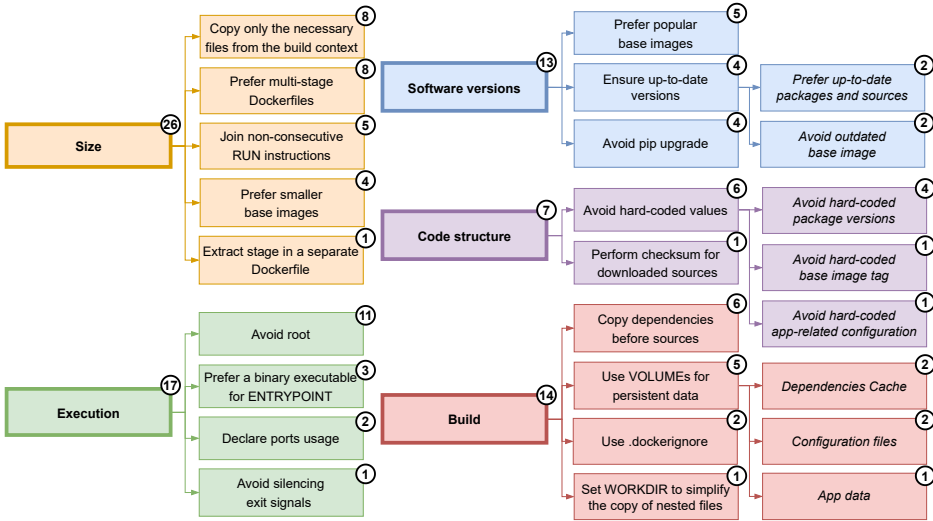 26
Size
8
Copy only the necessary
files from the build context
8
Prefer multi-stage
Dockerfiles
5
Join non-consecutive
RUN instructions
4
Prefer smaller
base images
1
Extract stage in a separate
Dockerfile
13
Software versions
5
Prefer popular
base images
4
Ensure up-to-date
versions
2
Prefer up-to-date
packages and sources
2
Avoid outdated
base image
4
Avoid pip upgrade
7
Code structure
6
Avoid hard-coded values
4
Avoid hard-coded
package versions
1
Avoid hard-coded
base image tag
1
Avoid hard-coded
app-related configuration
1
Perform checksum for
downloaded sources
17
Execution
11
Avoid root
3
Prefer a binary executable
for ENTRYPOINT
2
Declare ports usage
1
Avoid silencing
exit signals
14
Build
6
Copy dependencies
before sources
5
Use VOLUMEs for
persistent data
2
Dependencies Cache
2
Configuration files
1
App data
2
Use .dockerignore
1
Set WORKDIR to simplify
the copy of nested files